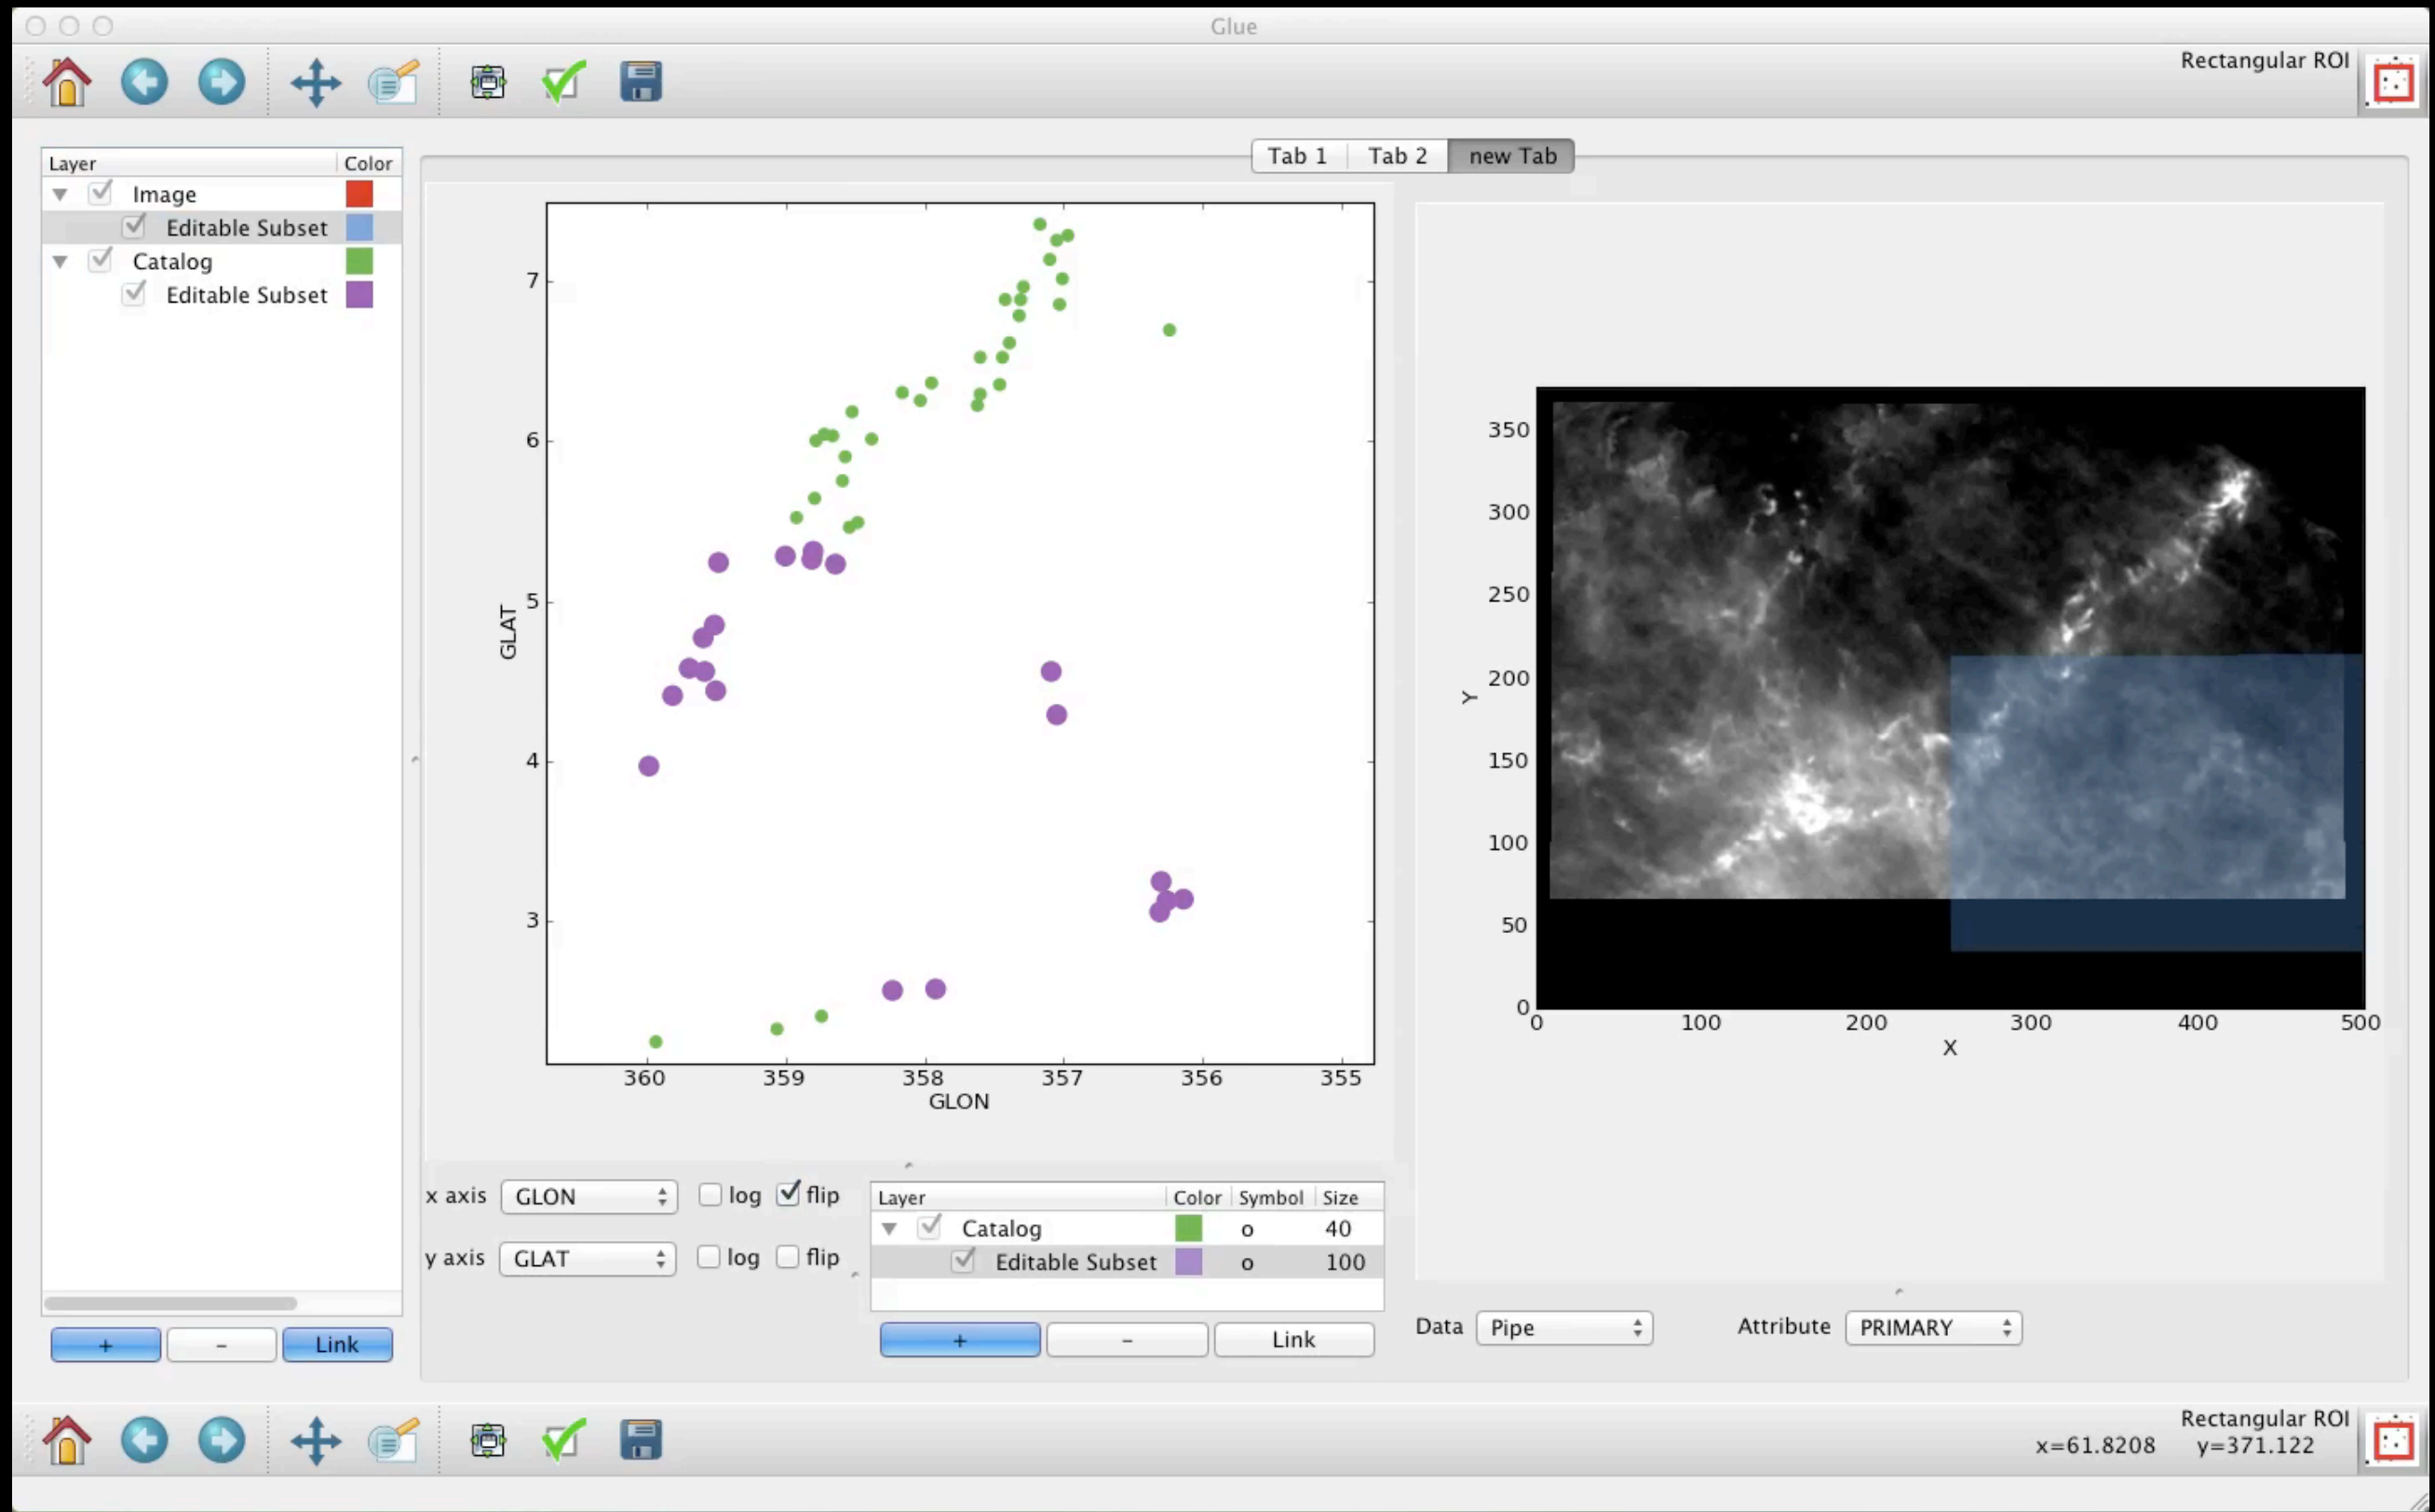 Glue
Rectangular ROI
Layer Color
Image
Editable Subset
Catalog
Editable Subset
+ - Link
Tab 1 Tab 2 new Tab
7
6
5
4
3
GLAT
360 359 358 357 356 355
GLON
x axis GLON log flip
y axis GLAT log flip
Layer Color Symbol Size
Catalog o 40
Editable Subset o 100
+ - Link
350
300
250
200
150
100
50
0
Y
0 100 200 300 400 500
X
Data Pipe Attribute PRIMARY
Rectangular ROI
x=61.8208 y=371.122